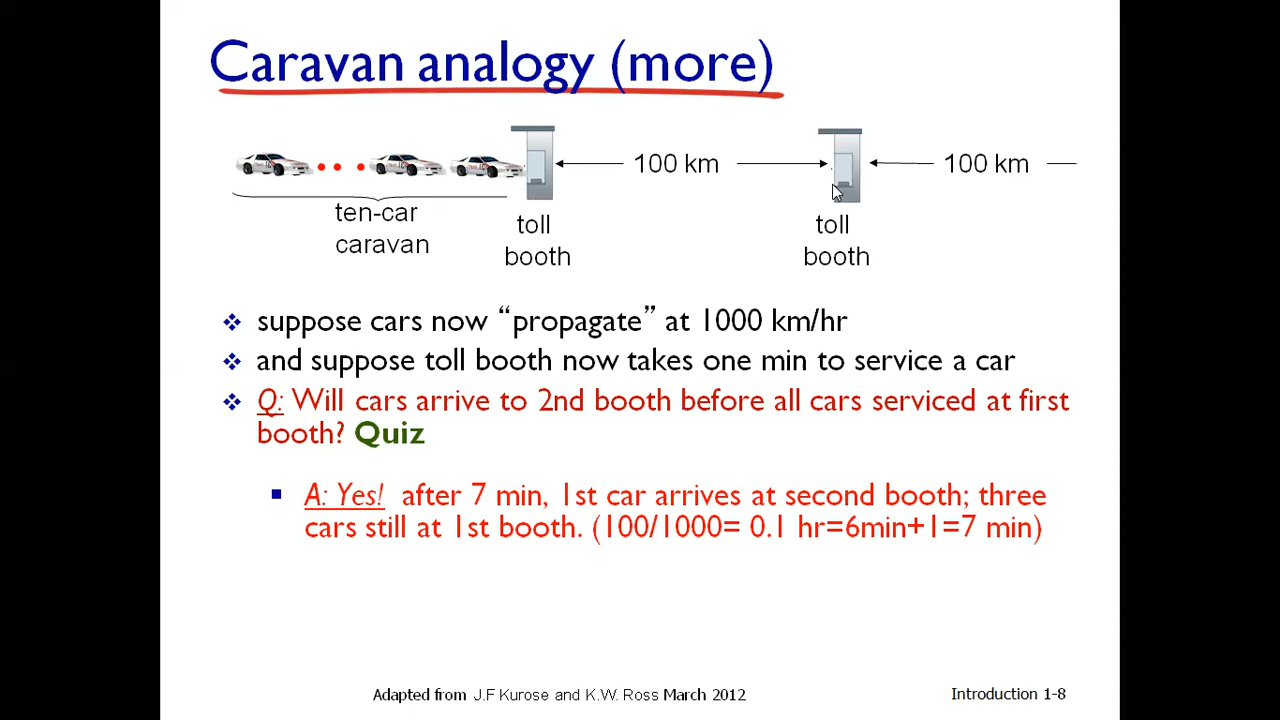 Caravan analogy (more)
100 km
100 km
ten-car
caravan
toll
booth
toll
booth
suppose cars now “propagate” at 1000 km/hr
and suppose toll booth now takes one min to service a car
Q: Will cars arrive to 2nd booth before all cars serviced at first
booth? Quiz
A: Yes! after 7 min, 1st car arrives at second booth; three
cars still at 1st booth. (100/1000= 0.1 hr=6min+1=7 min)
Adapted from J.F Kurose and K.W. Ross March 2012
Introduction 1-8